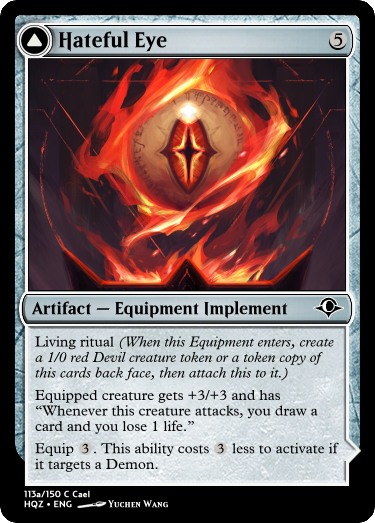 Hateful Eye 5
Artifact — Equipment Implement
Living ritual (When this Equipment enters, create
a 1/0 red Devil creature token or a token copy of
this cards back face, then attach this to it.)
Equipped creature gets +3/+3 and has
“Whenever this creature attacks, you draw a
card and you lose 1 life.”
Equip 3 . This ability costs 3 less to activate if
it targets a Demon.
113a/150 C Cael
HQZ • ENG Yuchen Wang